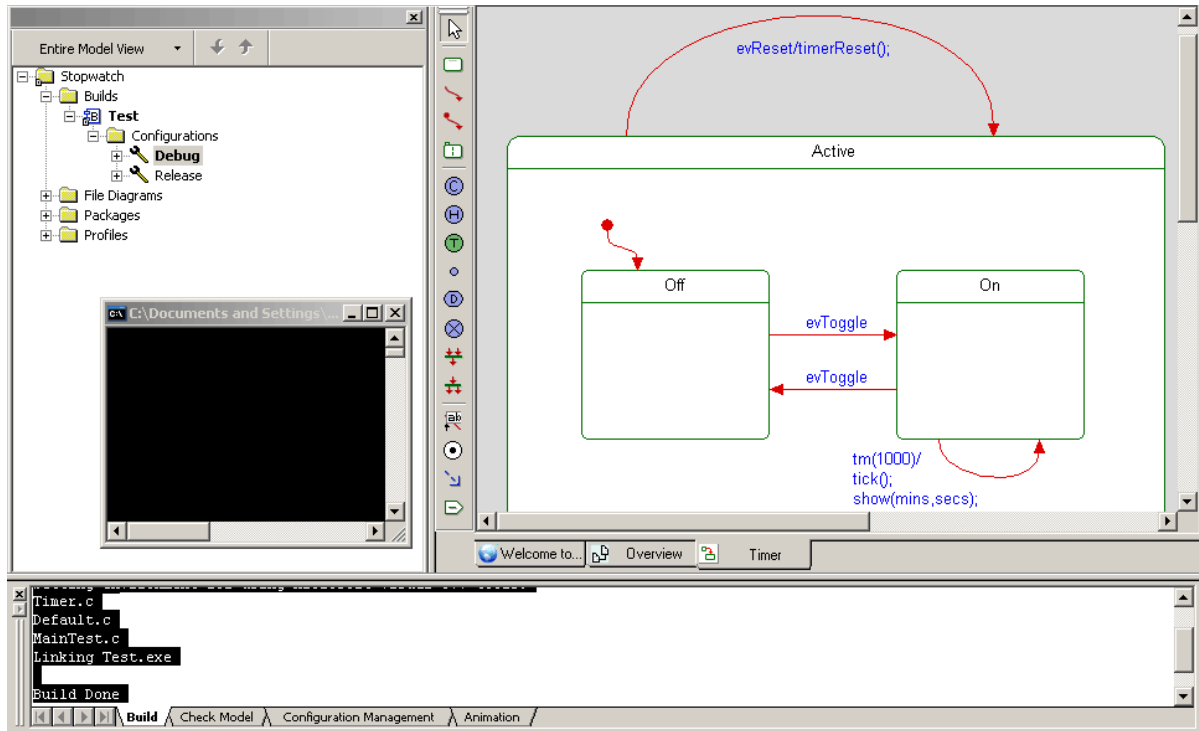 Entire Model View
Stopwatch
Builds
Test
Configurations
Debug
Release
File Diagrams
Packages
Profiles
C:\Documents and Settings\...
evReset/timerReset();
Active
Off
On
evToggle
evToggle
tm(1000)/
tick();
show(mins,secs);
Welcome to...
Overview
Timer
Timer.c
Default.c
MainTest.c
Linking Test.exe
Build Done
Build
Check Model
Configuration Management
Animation